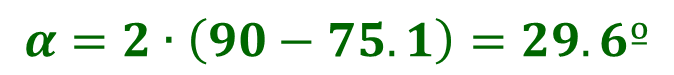 α = 2 · (90 − 75.1) = 29.6º